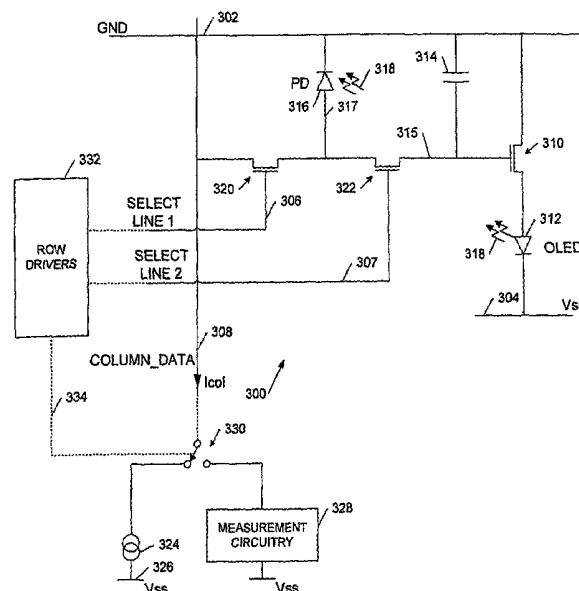 GND
302
314
PD
318
316
317
315
310
332
320
322
SELECT
LINE 1
306
312
318
OLED
ROW
DRIVERS
SELECT
LINE 2
307
304
Vs
308
COLUMN_DATA
Icol
300
334
330
328
MEASUREMENT
CIRCUITRY
324
326
Vss
Vss